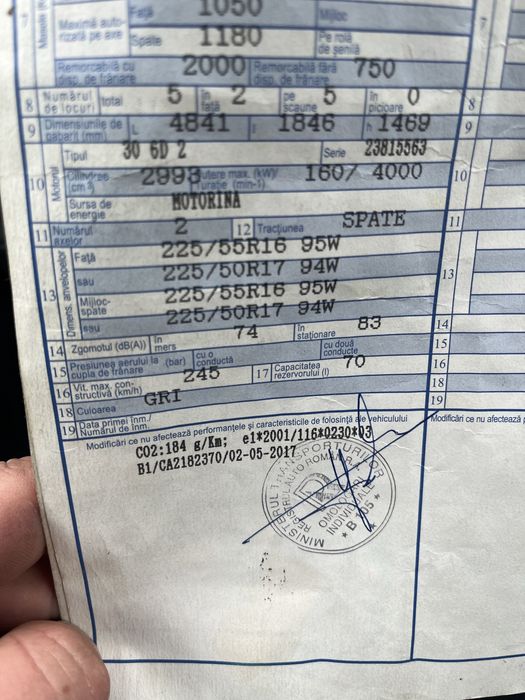 7 Masele Maximă auto- Față 1050 Mijloc 7
rizată pe axe Spate 1180 Pe rolă de șenilă
Remorcabilă cu disp. de frânare 2000 Remorcabilă fără disp. de frânare 750
8 Numărul de locuri total 5 în față 2 pe scaune 5 în picioare 0 8
9 Dimensiunile de gabarit (mm) L 4841 l 1846 h 1469 9
10 Motorul Tipul 30 6D 2 Serie 23815563 10
Cilindree cm³ 2993 Putere max. (kW)/ Turație (min-1) 160/ 4000
Sursa de energie MOTORINA
11 Numărul axelor 2 12 Tracțiunea SPATE 11
13 Dimens. anvelopelor Față 225/55R16 95W 13
sau 225/50R17 94W
Mijloc-spate 225/55R16 95W
sau 225/50R17 94W
14 Zgomotul (dB(A)) în mers 74 în staționare 83 14
15 Presiunea aerului la cupla de frânare (bar) cu o conductă cu două conducte 15
16 Vit. max. con- structivă (km/h) 245 17 Capacitatea rezervorului (l) 70 16
18 Culoarea GRI 18
19 Data primei înm./ Numărul de înm. 19
Modificări ce nu afectează performanțele și caracteristicile de folosință ale vehiculului Modificări ce nu afectează
CO2:184 g/Km; e1*2001/116*0230*03
B1/CA2182370/02-05-2017
MINISTERUL TRANSPORTURILOR
REGISTRUL AUTO ROMÂN R.A.
OMOLOGĂRI
INDIVIDUALE
* B 105 *